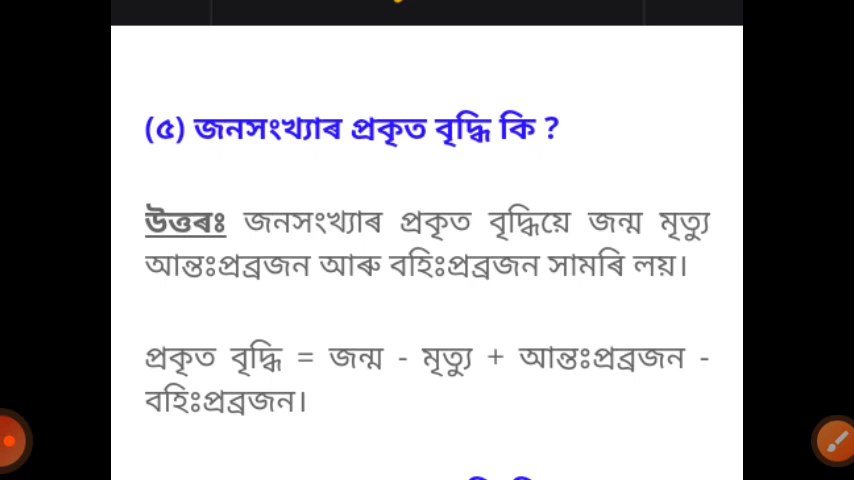 (৫) জনসংখ্যাৰ প্ৰকৃত বৃদ্ধি কি ?
উত্তৰঃ জনসংখ্যাৰ প্ৰকৃত বৃদ্ধিয়ে জন্ম মৃত্যু
আন্তঃপ্ৰব্ৰজন আৰু বহিঃপ্ৰব্ৰজন সামৰি লয়।
প্ৰকৃত বৃদ্ধি = জন্ম - মৃত্যু + আন্তঃপ্ৰব্ৰজন -
বহিঃপ্ৰব্ৰজন।